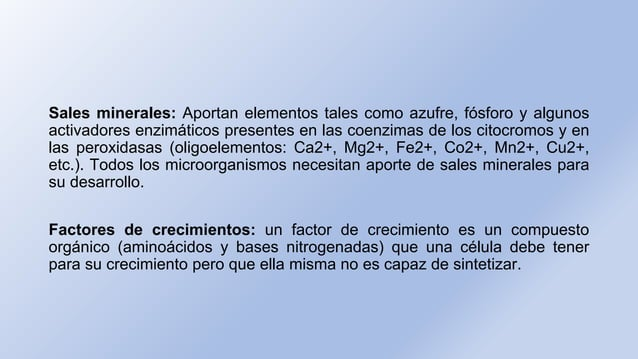 Sales minerales: Aportan elementos tales como azufre, fósforo y algunos
activadores enzimáticos presentes en las coenzimas de los citocromos y en
las peroxidasas (oligoelementos: Ca2+, Mg2+, Fe2+, Co2+, Mn2+, Cu2+,
etc.). Todos los microorganismos necesitan aporte de sales minerales para
su desarrollo.
Factores de crecimientos: un factor de crecimiento es un compuesto
orgánico (aminoácidos y bases nitrogenadas) que una célula debe tener
para su crecimiento pero que ella misma no es capaz de sintetizar.